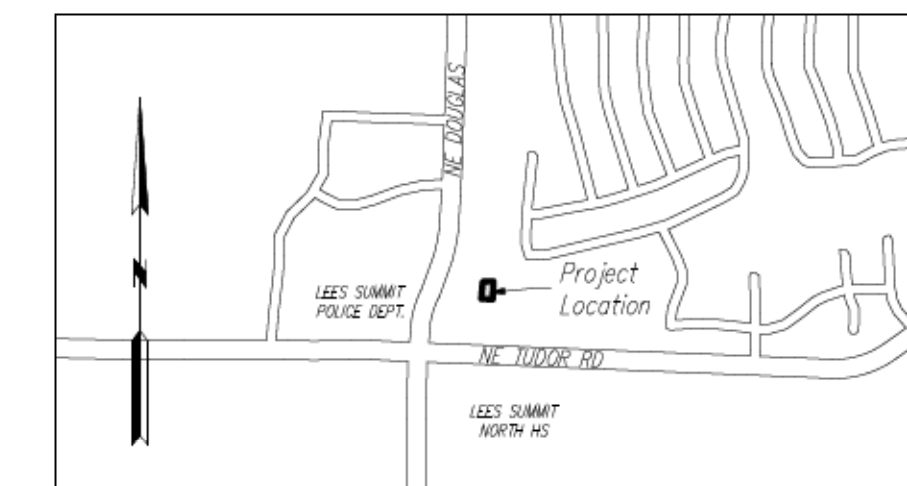 NE DOUGLAS
N
Project
Location
LEES SUMMIT
POLICE DEPT.
NE TUDOR RD
LEES SUMMIT
NORTH HS